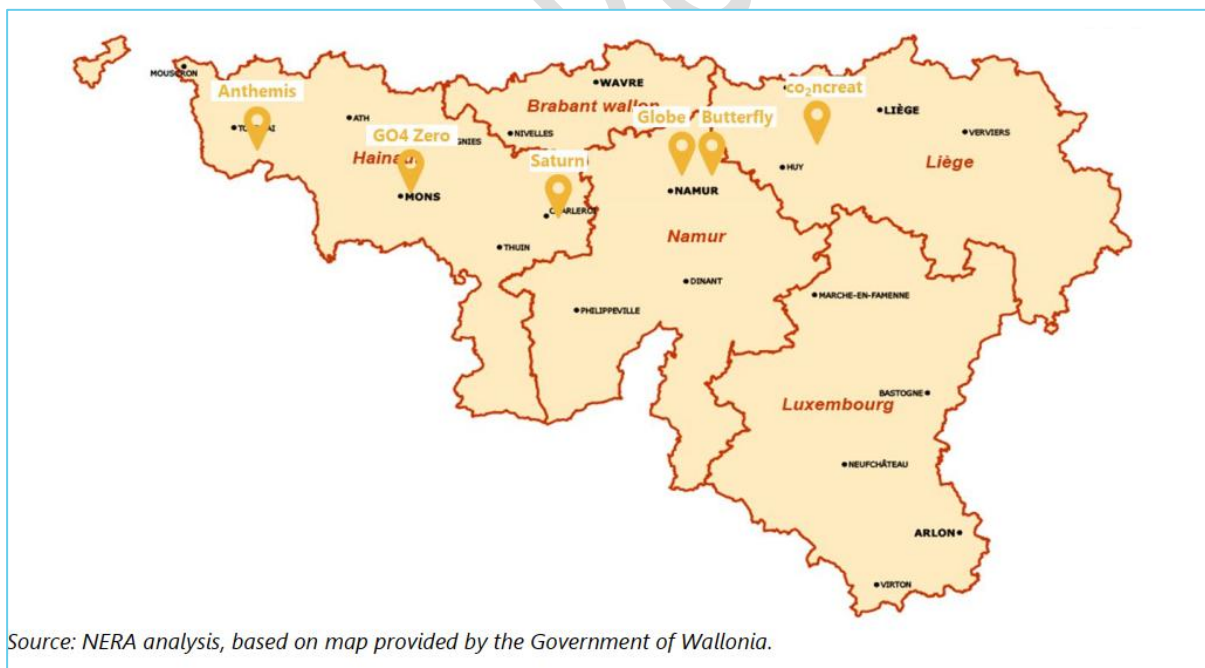 MOUSCRON
Anthemis
WAVRE
co₂ncreat
Brabant wallon
Globe
Butterfly
LIÈGE
ATH
GO4 Zero
NIVELLES
VERVIERS
Hainaut
Saturn
Liège
HUY
MONS
NAMUR
CHARLEROI
THUIN
Namur
DINANT
MARCHE-EN-FAMENNE
PHILIPPEVILLE
BASTOGNE
Luxembourg
NEUFCHÂTEAU
ARLON
VIRTON
Source: NERA analysis, based on map provided by the Government of Wallonia.